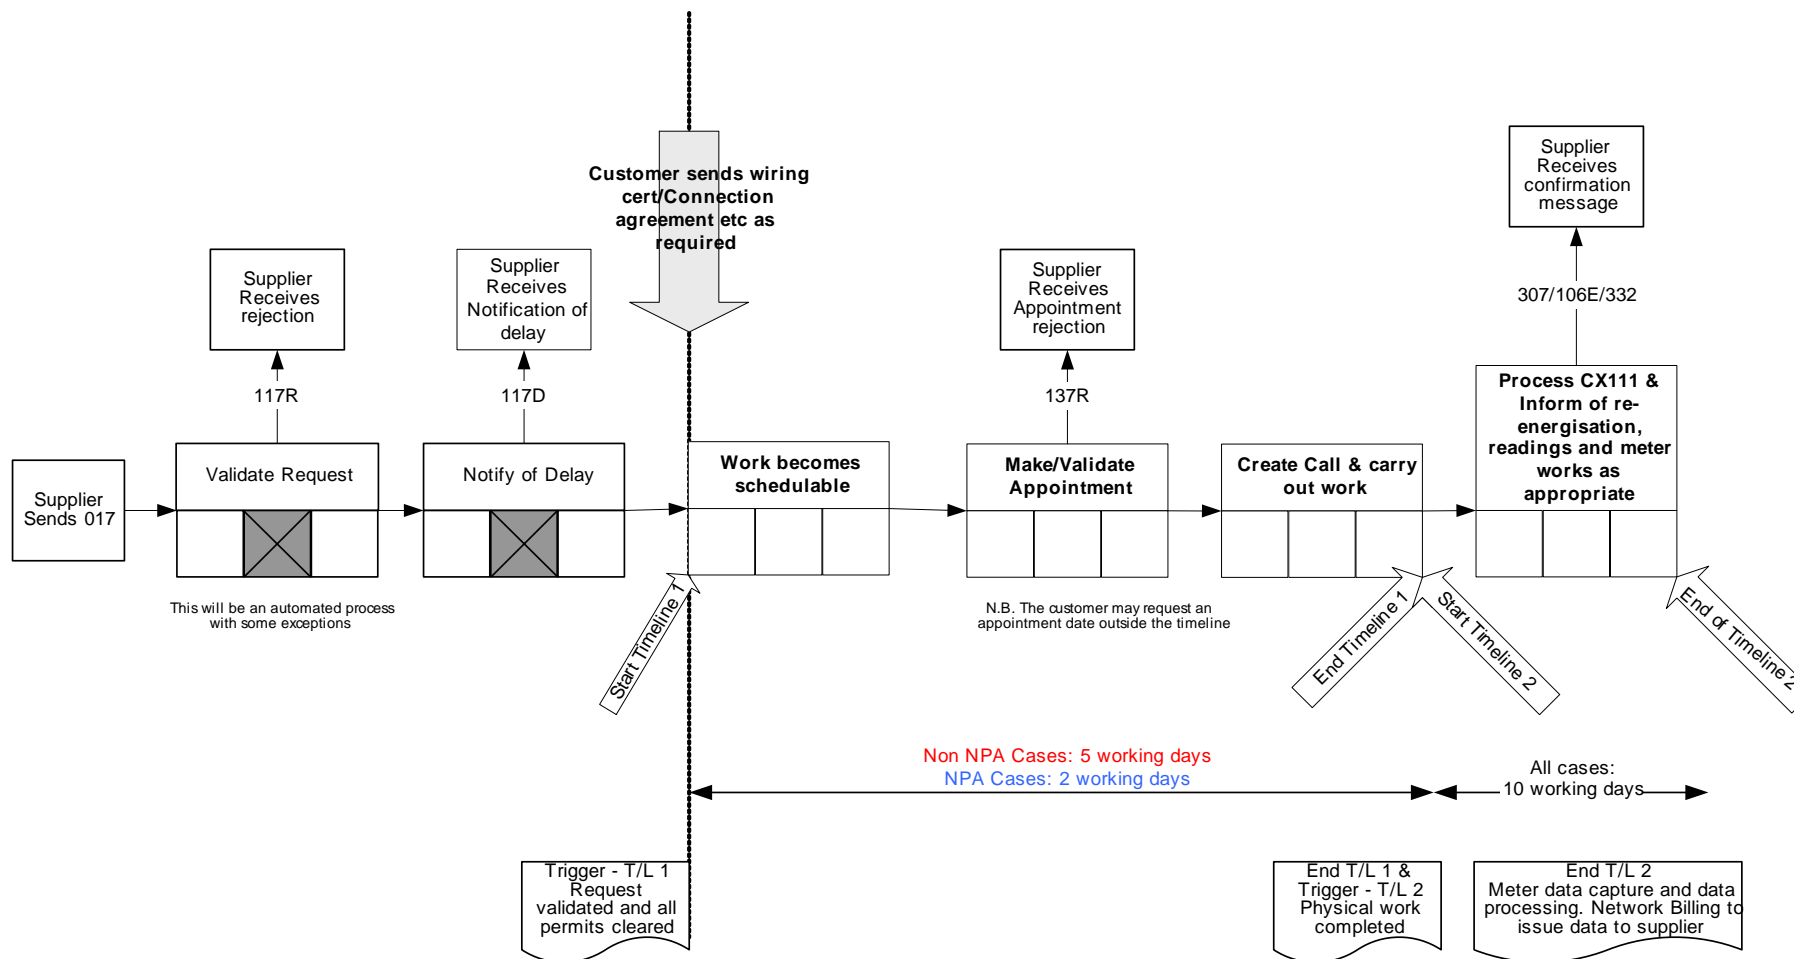 Customer sends wiring
cert/Connection
agreement etc as
required
Supplier
Receives
confirmation
message
Supplier
Receives
rejection
Supplier
Receives
Notification of
delay
Supplier
Receives
Appointment
rejection
307/106E/332
117R
117D
137R
Supplier
Sends 017
Validate Request
Notify of Delay
Work becomes
schedulable
Make/Validate
Appointment
Create Call & carry
out work
Process CX111 &
Inform of re-
energisation,
readings and meter
works as
appropriate
This will be an automated process
with some exceptions
N.B. The customer may request an
appointment date outside the timeline
Start Timeline 1
End Timeline 1
Start Timeline 2
End of Timeline 2
Non NPA Cases: 5 working days
NPA Cases: 2 working days
All cases:
10 working days
Trigger - T/L 1
Request
validated and all
permits cleared
End T/L 1 &
Trigger - T/L 2
Physical work
completed
End T/L 2
Meter data capture and data
processing. Network Billing to
issue data to supplier